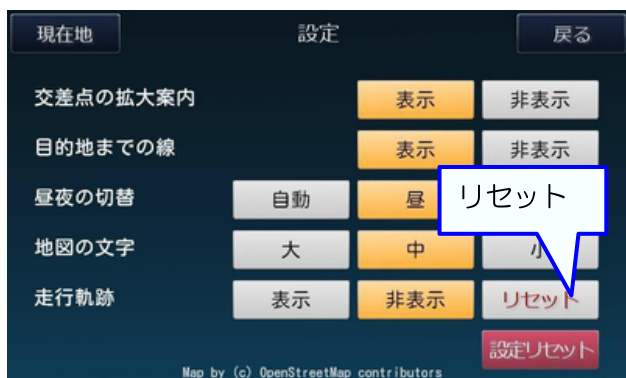 現在地 設定 戻る
交差点の拡大案内 表示 非表示
目的地までの線 表示 非表示
昼夜の切替 自動 昼 リセット
地図の文字 大 中 小
走行軌跡 表示 非表示 リセット
設定リセット
Map by (c) OpenStreetMap contributors